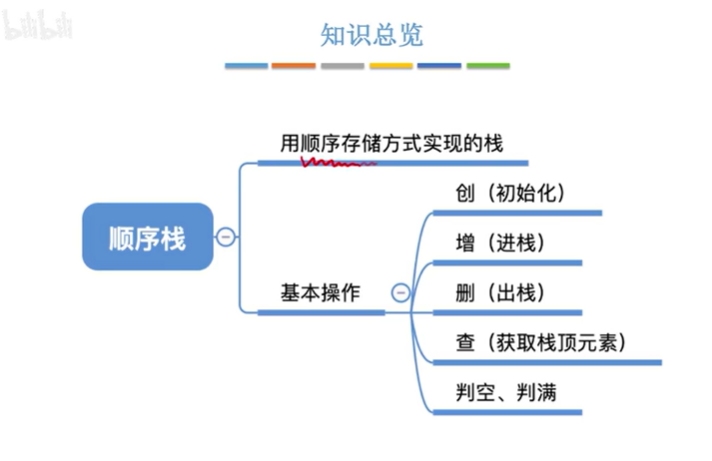 bilibili
知识总览
用顺序存储方式实现的栈
创（初始化）
增（进栈）
顺序栈
基本操作
删（出栈）
查（获取栈顶元素）
判空、判满